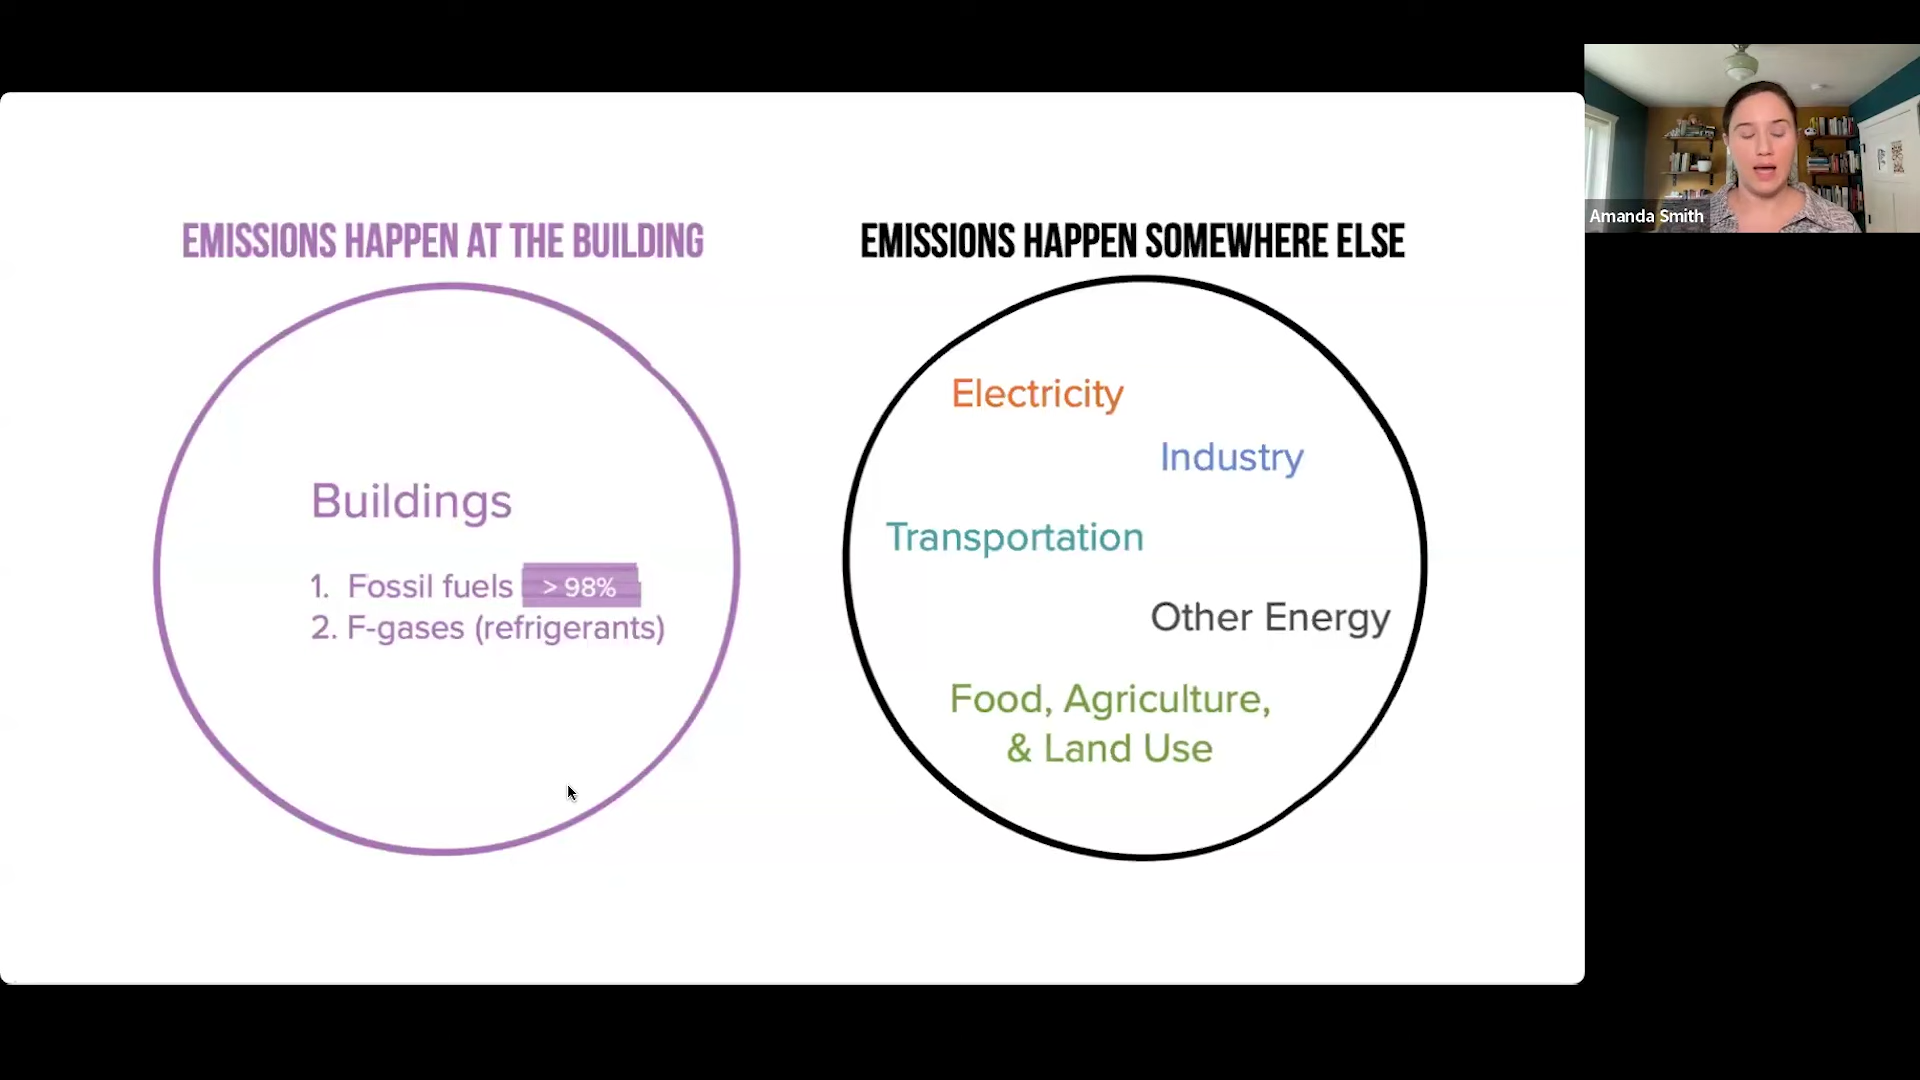 EMISSIONS HAPPEN AT THE BUILDING
Buildings
1. Fossil fuels > 98%
2. F-gases (refrigerants)
EMISSIONS HAPPEN SOMEWHERE ELSE
Electricity
Industry
Transportation
Other Energy
Food, Agriculture,
& Land Use
Amanda Smith